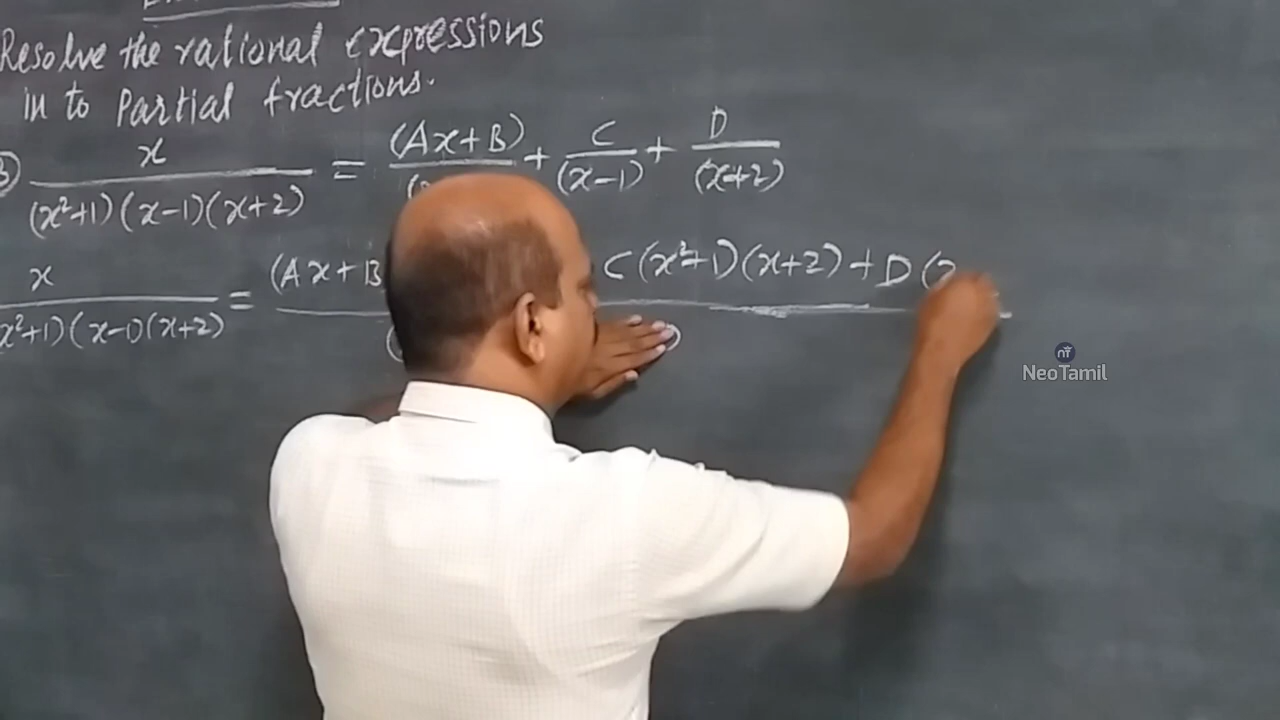 Resolve the rational expressions
in to Partial fractions.
3) x / (x²+1)(x-1)(x+2) = (Ax+B) / ( + C / (x-1) + D / (x+2)
x / x²+1)(x-1)(x+2) = (Ax+B C(x²+1)(x+2)+D( / ( )
NeoTamil